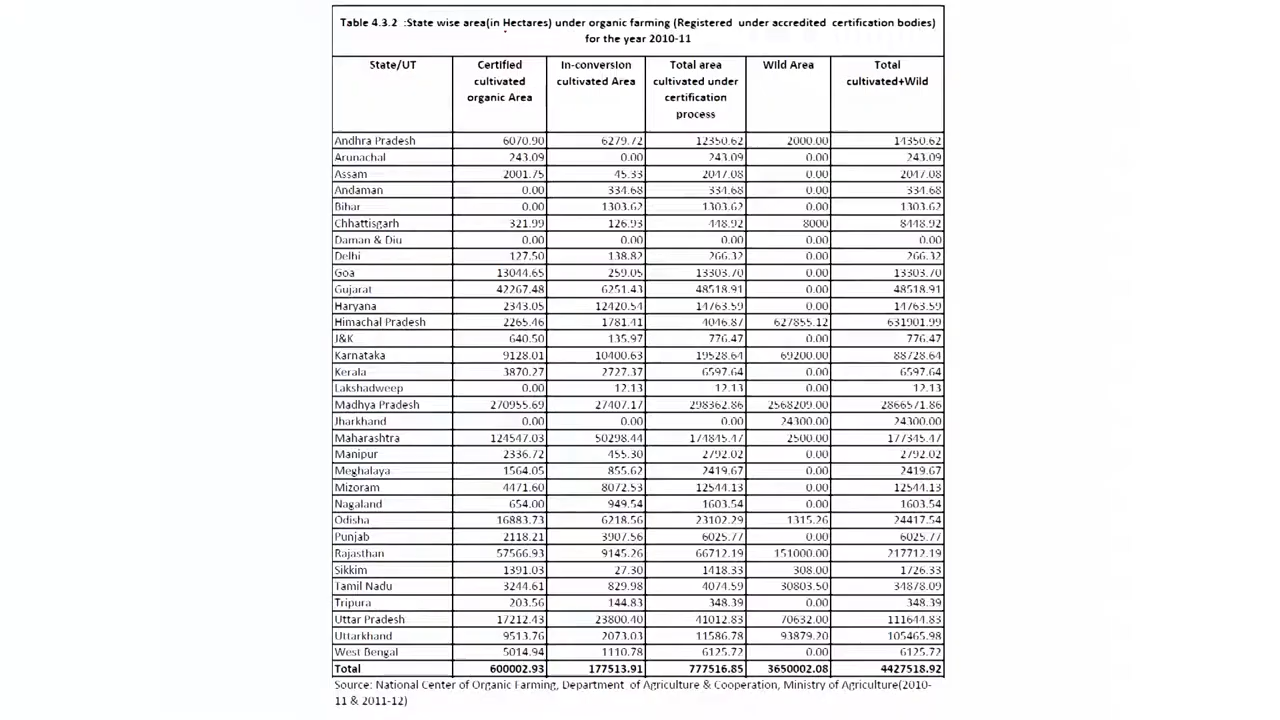 Table 4.3.2 :State wise area(in Hectares) under organic farming (Registered under accredited certification bodies)
for the year 2010-11
State/UT Certified cultivated organic Area In-conversion cultivated Area Total area cultivated under certification process Wild Area Total cultivated+Wild
Andhra Pradesh 6070.90 6279.72 12350.62 2000.00 14350.62
Arunachal 243.09 0.00 243.09 0.00 243.09
Assam 2001.75 45.33 2047.08 0.00 2047.08
Andaman 0.00 334.68 334.68 0.00 334.68
Bihar 0.00 1303.62 1303.62 0.00 1303.62
Chhattisgarh 321.99 126.93 448.92 8000 8448.92
Daman & Diu 0.00 0.00 0.00 0.00 0.00
Delhi 127.50 138.82 266.32 0.00 266.32
Goa 13044.65 259.05 13303.70 0.00 13303.70
Gujarat 42267.48 6251.43 48518.91 0.00 48518.91
Haryana 2343.05 12420.54 14763.59 0.00 14763.59
Himachal Pradesh 2265.46 1781.41 4046.87 627855.12 631901.99
J&K 640.50 135.97 776.47 0.00 776.47
Karnataka 9128.01 10400.63 19528.64 69200.00 88728.64
Kerala 3870.27 2727.37 6597.64 0.00 6597.64
Lakshadweep 0.00 12.13 12.13 0.00 12.13
Madhya Pradesh 270955.69 27407.17 298362.86 2568209.00 2866571.86
Jharkhand 0.00 0.00 0.00 24300.00 24300.00
Maharashtra 124547.03 50298.44 174845.47 2500.00 177345.47
Manipur 2336.72 455.30 2792.02 0.00 2792.02
Meghalaya 1564.05 855.62 2419.67 0.00 2419.67
Mizoram 4471.60 8072.53 12544.13 0.00 12544.13
Nagaland 654.00 949.54 1603.54 0.00 1603.54
Odisha 16883.73 6218.56 23102.29 1315.26 24417.54
Punjab 2118.21 3907.56 6025.77 0.00 6025.77
Rajasthan 57566.93 9145.26 66712.19 151000.00 217712.19
Sikkim 1391.03 27.30 1418.33 308.00 1726.33
Tamil Nadu 3244.61 829.98 4074.59 30803.50 34878.09
Tripura 203.56 144.83 348.39 0.00 348.39
Uttar Pradesh 17212.43 23800.40 41012.83 70632.00 111644.83
Uttarkhand 9513.76 2073.03 11586.78 93879.20 105465.98
West Bengal 5014.94 1110.78 6125.72 0.00 6125.72
Total 600002.93 177513.91 777516.85 3650002.08 4427518.92
Source: National Center of Organic Farming, Department of Agriculture & Cooperation, Ministry of Agriculture(2010-
11 & 2011-12)